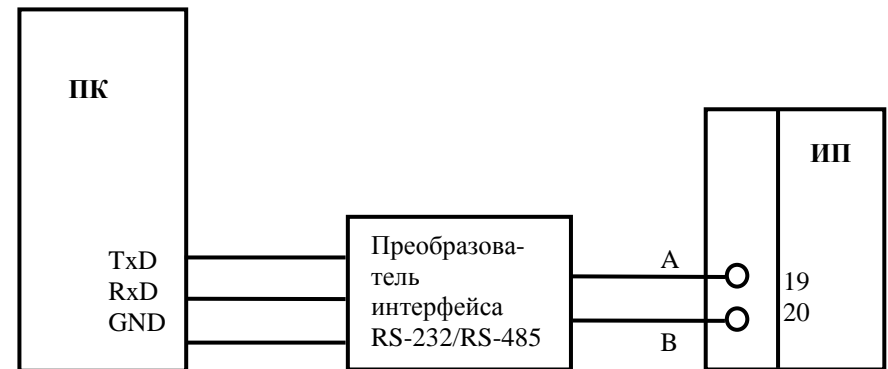 ПК
ИП
TxD
RxD
GND
Преобразова-
тель
интерфейса
RS-232/RS-485
A
B
19
20